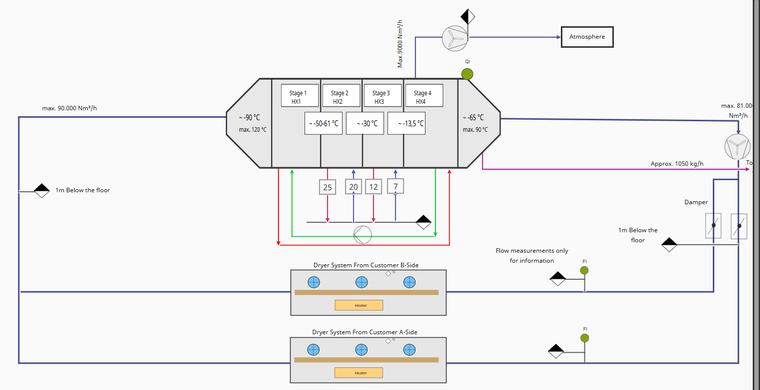 Max.9000 Nm³/h
Atmosphere
QI
Stage 1
HX1
Stage 2
HX2
Stage 3
HX3
Stage 4
HX4
max. 90.000 Nm³/h
max. 81.00
Nm³/h
~ -90 °C
max. 120 °C
~ -50-61 °C
~ -30 °C
~ -13,5 °C
~ -65 °C
max. 90 °C
Approx. 1050 kg/h
To
1m Below the floor
25
20
12
7
Damper
1m Below the
floor
Flow measurements only
for information
FI
Dryer System From Customer B-Side
Heater
FI
Dryer System From Customer A-Side
Heater